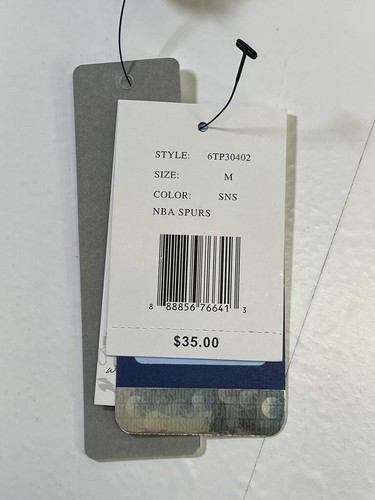 STYLE: 6TP30402
SIZE: M
COLOR: SNS
NBA SPURS
8 88856 76641 3
$35.00